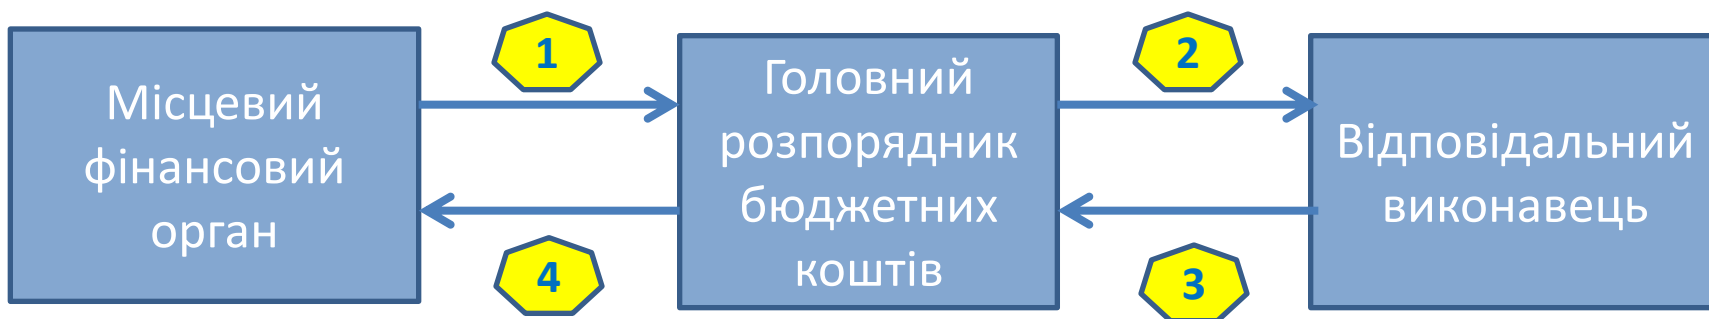 Місцевий
фінансовий
орган
1
Головний
розпорядник
бюджетних
коштів
2
Відповідальний
виконавець
4
3